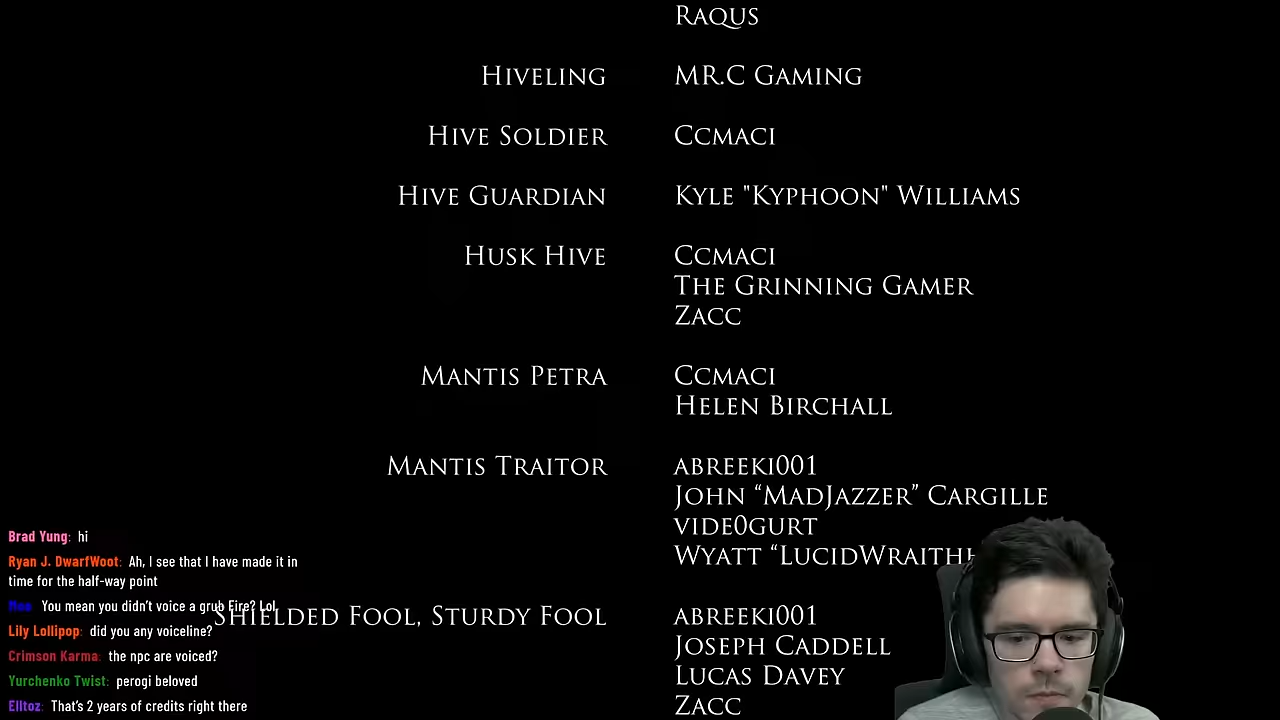 Raqus
Hiveling MR.C Gaming
Hive Soldier Ccmaci
Hive Guardian Kyle "Kyphoon" Williams
Husk Hive Ccmaci
The Grinning Gamer
Zacc
Mantis Petra Ccmaci
Helen Birchall
Mantis Traitor abreeki001
John “MadJazzer” Cargille
vide0gurt
Wyatt
Shielded Fool, Sturdy Fool abreeki001
Joseph Caddell
Lucas Davey
Zacc
Brad Yung: hi
Ryan J. DwarfWoot: Ah, I see that I have made it in
time for the half-way point
You mean you didn't voice a grub Fire? Lol
Lily Lollipop: did you any voiceline?
Crimson Karma: the npc are voiced?
Yurchenko Twist: perogi beloved
Elitoz: That's 2 years of credits right there